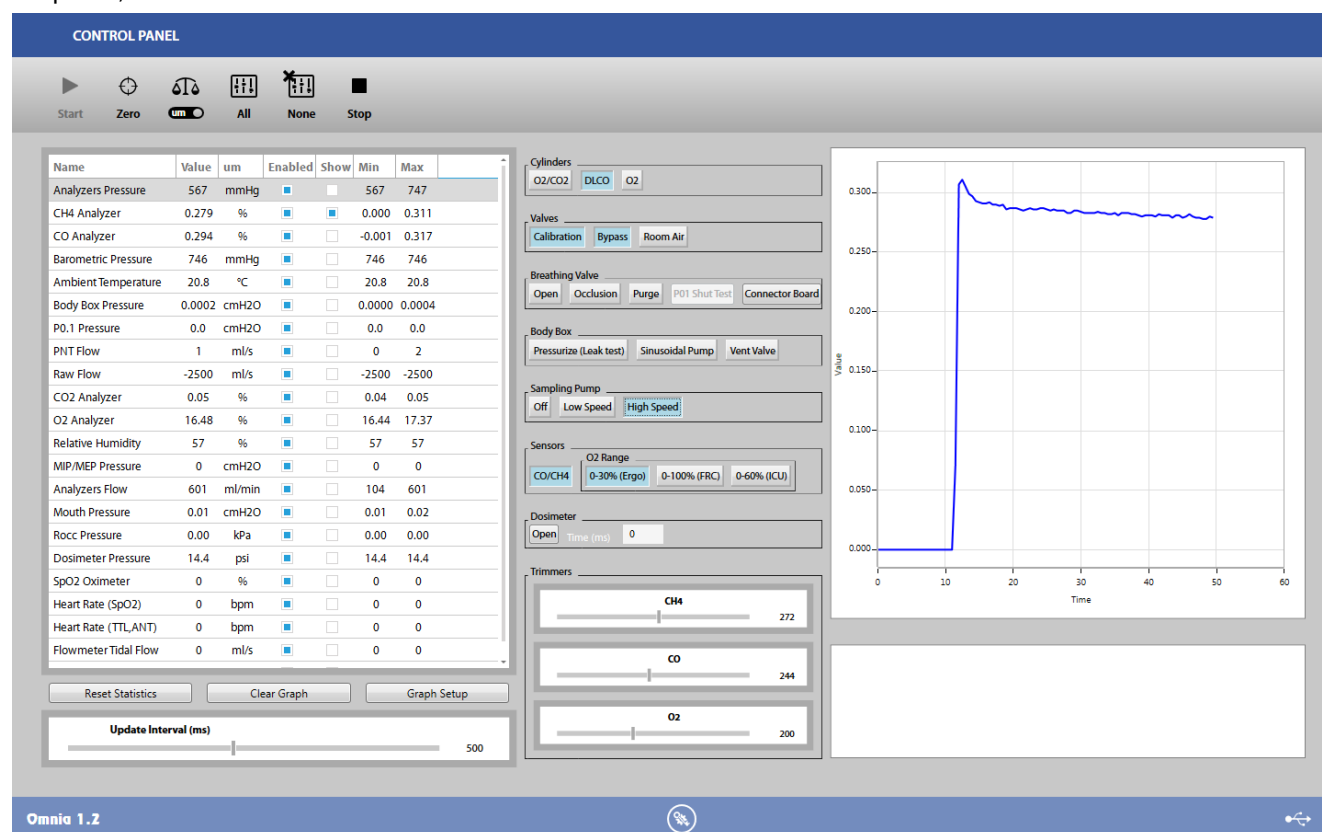 CONTROL PANEL
Start Zero um All None Stop
Name Value um Enabled Show Min Max
Analyzers Pressure 567 mmHg 567 747
CH4 Analyzer 0.279 % 0.000 0.311
CO Analyzer 0.294 % -0.001 0.317
Barometric Pressure 746 mmHg 746 746
Ambient Temperature 20.8 °C 20.8 20.8
Body Box Pressure 0.0002 cmH2O 0.0000 0.0004
P0.1 Pressure 0.0 cmH2O 0.0 0.0
PNT Flow 1 ml/s 0 2
Raw Flow -2500 ml/s -2500 -2500
CO2 Analyzer 0.05 % 0.04 0.05
O2 Analyzer 16.48 % 16.44 17.37
Relative Humidity 57 % 57 57
MIP/MEP Pressure 0 cmH2O 0 0
Analyzers Flow 601 ml/min 104 601
Mouth Pressure 0.01 cmH2O 0.01 0.02
Rocc Pressure 0.00 kPa 0.00 0.00
Dosimeter Pressure 14.4 psi 14.4 14.4
SpO2 Oximeter 0 % 0 0
Heart Rate (SpO2) 0 bpm 0 0
Heart Rate (TTL,ANT) 0 bpm 0 0
Flowmeter Tidal Flow 0 ml/s 0 0
Reset Statistics Clear Graph Graph Setup
Update Interval (ms)
500
Cylinders
O2/CO2 DLCO O2
Valves
Calibration Bypass Room Air
Breathing Valve
Open Occlusion Purge P01 Shut Test Connector Board
Body Box
Pressurize (Leak test) Sinusoidal Pump Vent Valve
Sampling Pump
Off Low Speed High Speed
Sensors
O2 Range
CO/CH4 0-30% (Ergo) 0-100% (FRC) 0-60% (ICU)
Dosimeter
Open Time (ms) 0
Trimmers
CH4
272
CO
244
O2
200
0.300
0.250
0.200
Value
0.150
0.100
0.050
0.000
0 10 20 30 40 50 60
Time
Omnia 1.2